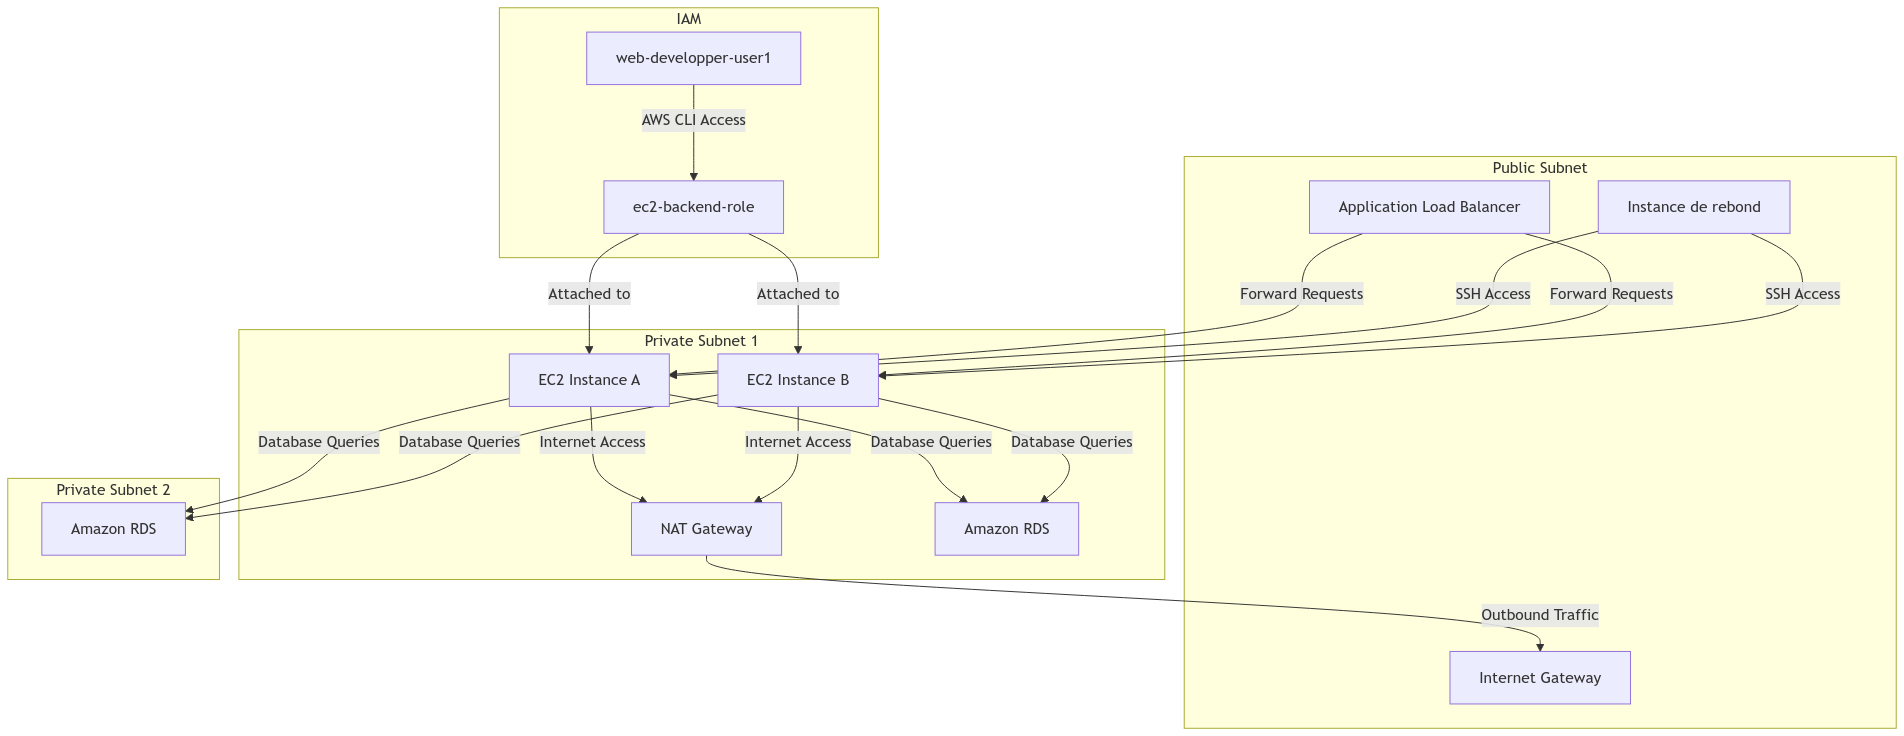 IAM
web-developper-user1
AWS CLI Access
ec2-backend-role
Public Subnet
Application Load Balancer
Instance de rebond
Attached to
Attached to
Forward Requests
SSH Access
Forward Requests
SSH Access
Private Subnet 1
EC2 Instance A
EC2 Instance B
Database Queries
Database Queries
Internet Access
Internet Access
Database Queries
Database Queries
Private Subnet 2
Amazon RDS
NAT Gateway
Amazon RDS
Outbound Traffic
Internet Gateway